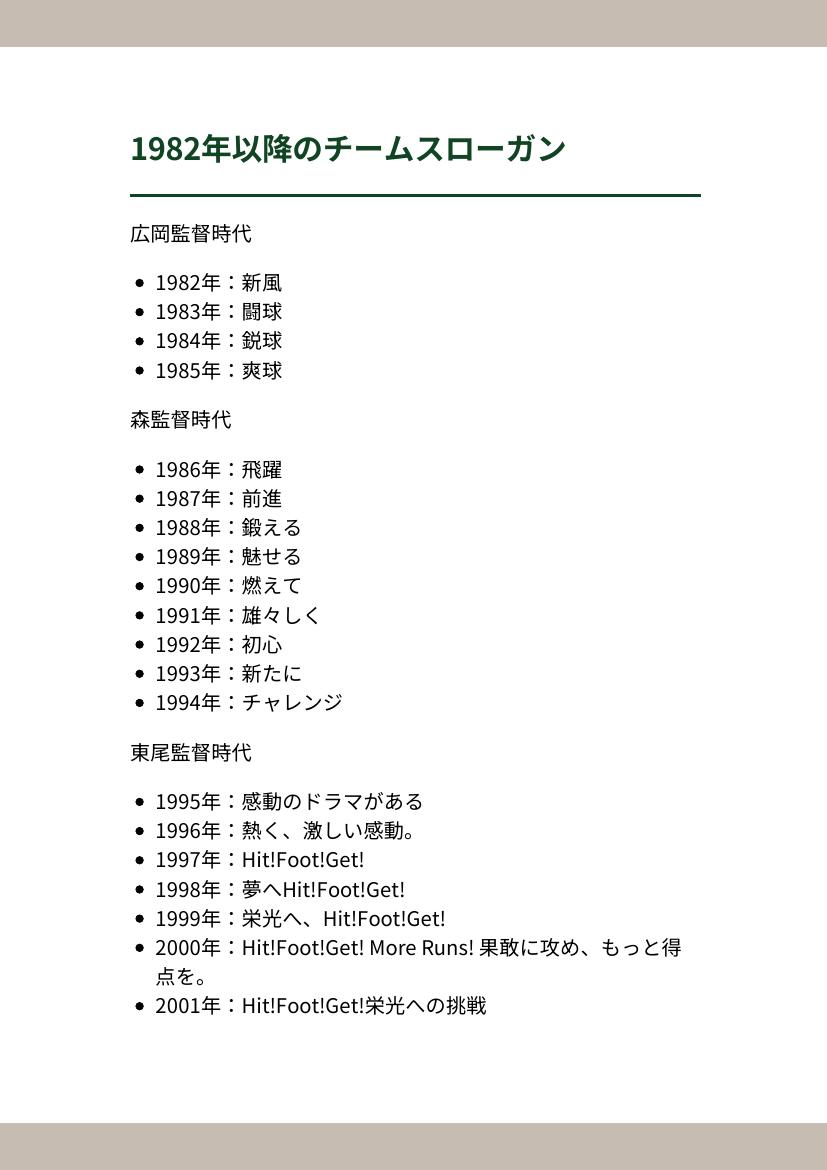 1982年以降のチームスローガン
広岡監督時代
1982年：新風
1983年：闘球
1984年：鋭球
1985年：爽球
森監督時代
1986年：飛躍
1987年：前進
1988年：鍛える
1989年：魅せる
1990年：燃えて
1991年：雄々しく
1992年：初心
1993年：新たに
1994年：チャレンジ
東尾監督時代
1995年：感動のドラマがある
1996年：熱く、激しい感動。
1997年：Hit!Foot!Get!
1998年：夢へHit!Foot!Get!
1999年：栄光へ、Hit!Foot!Get!
2000年：Hit!Foot!Get! More Runs! 果敢に攻め、もっと得
点を。
2001年：Hit!Foot!Get!栄光への挑戦